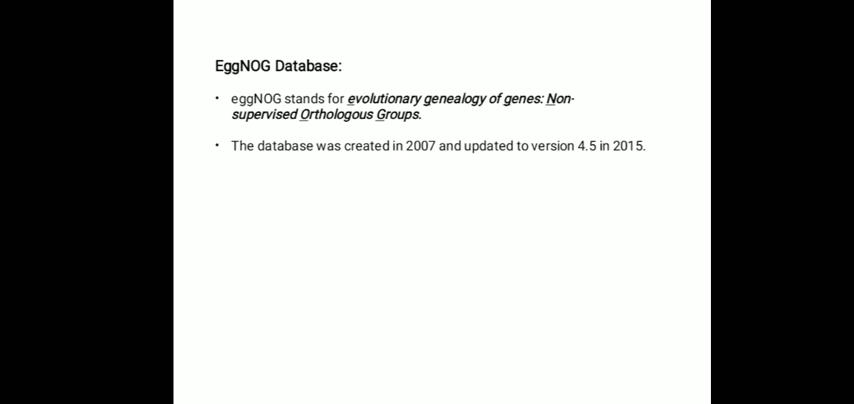 EggNOG Database:
• eggNOG stands for evolutionary genealogy of genes: Non-
supervised Orthologous Groups.
• The database was created in 2007 and updated to version 4.5 in 2015.